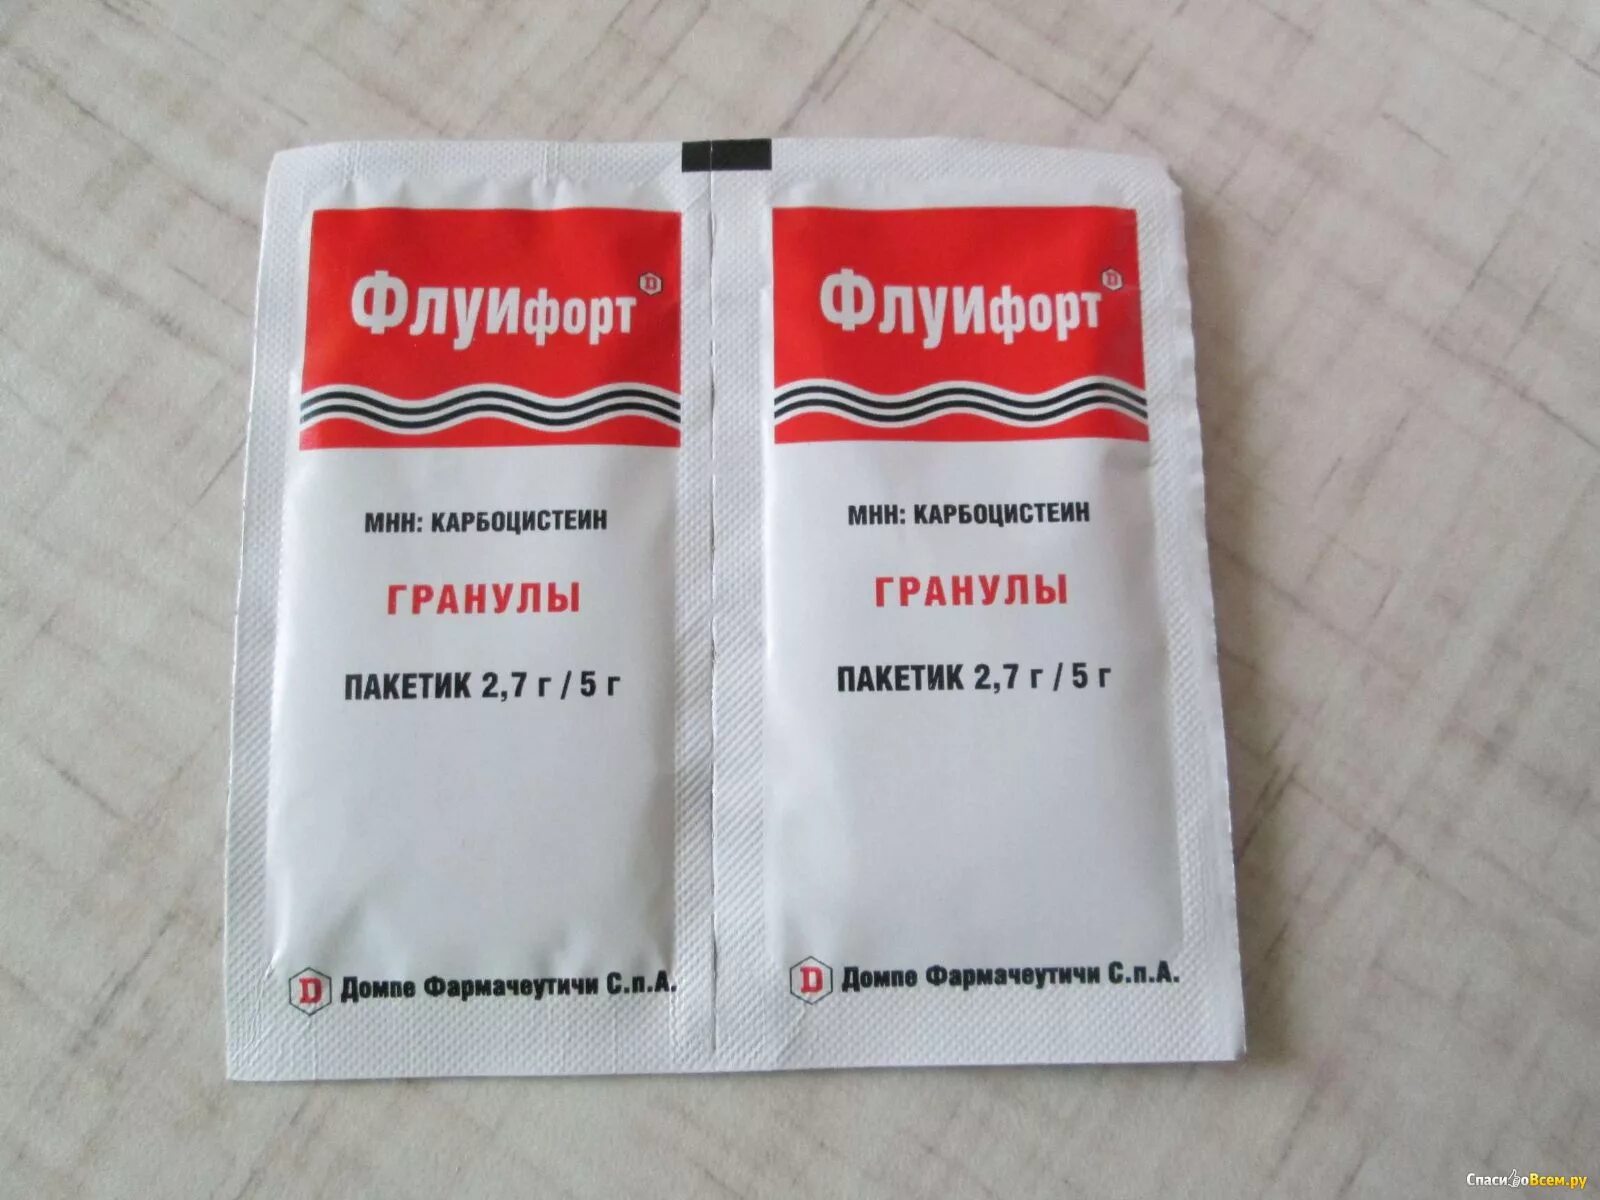 ФЛУИфорт D
МНН: КАРБОЦИСТЕИН
ГРАНУЛЫ
ПАКЕТИК 2,7 г / 5 г
D Домпе Фармачеутичи С.п.А.
ФЛУИфорт D
МНН: КАРБОЦИСТЕИН
ГРАНУЛЫ
ПАКЕТИК 2,7 г / 5 г
D Домпе Фармачеутичи С.п.А.
СпасибоВсем.ру